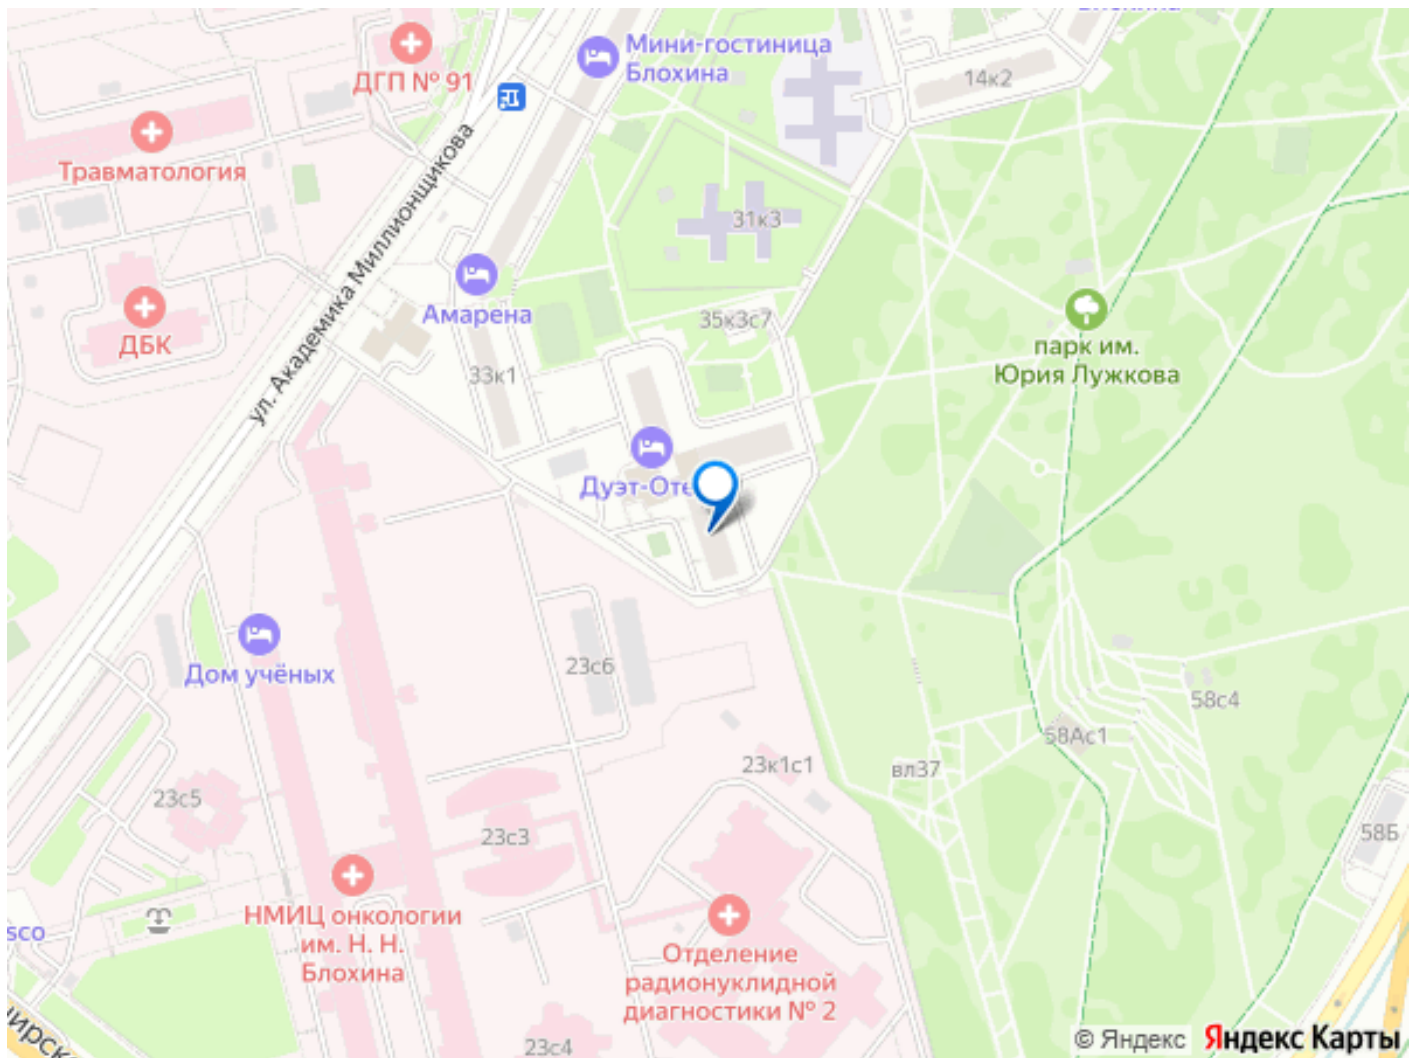 Мини-гостиница
Блохина
ДГП № 91
14к2
Травматология
ул. Академика Миллионщикова
31к3
Амарена
35к3с7
ДБК
парк им.
Юрия Лужкова
33к1
Дуэт-Оте
Дом учёных
23с6
58с4
58Ас1
23к1с1
вл37
23с5
23с3
58Б
НМИЦ онкологии
им. Н. Н.
Блохина
sco
Отделение
радионуклидной
диагностики № 2
23с4
© Яндекс Яндекс Карты